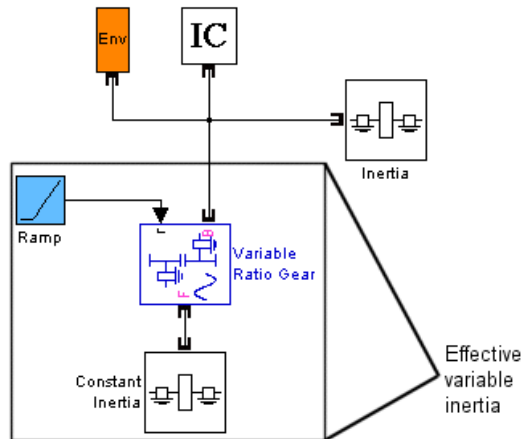 Env
IC
Inertia
Ramp
r
B
Variable
Ratio Gear
F
Constant
Inertia
Effective
variable
inertia